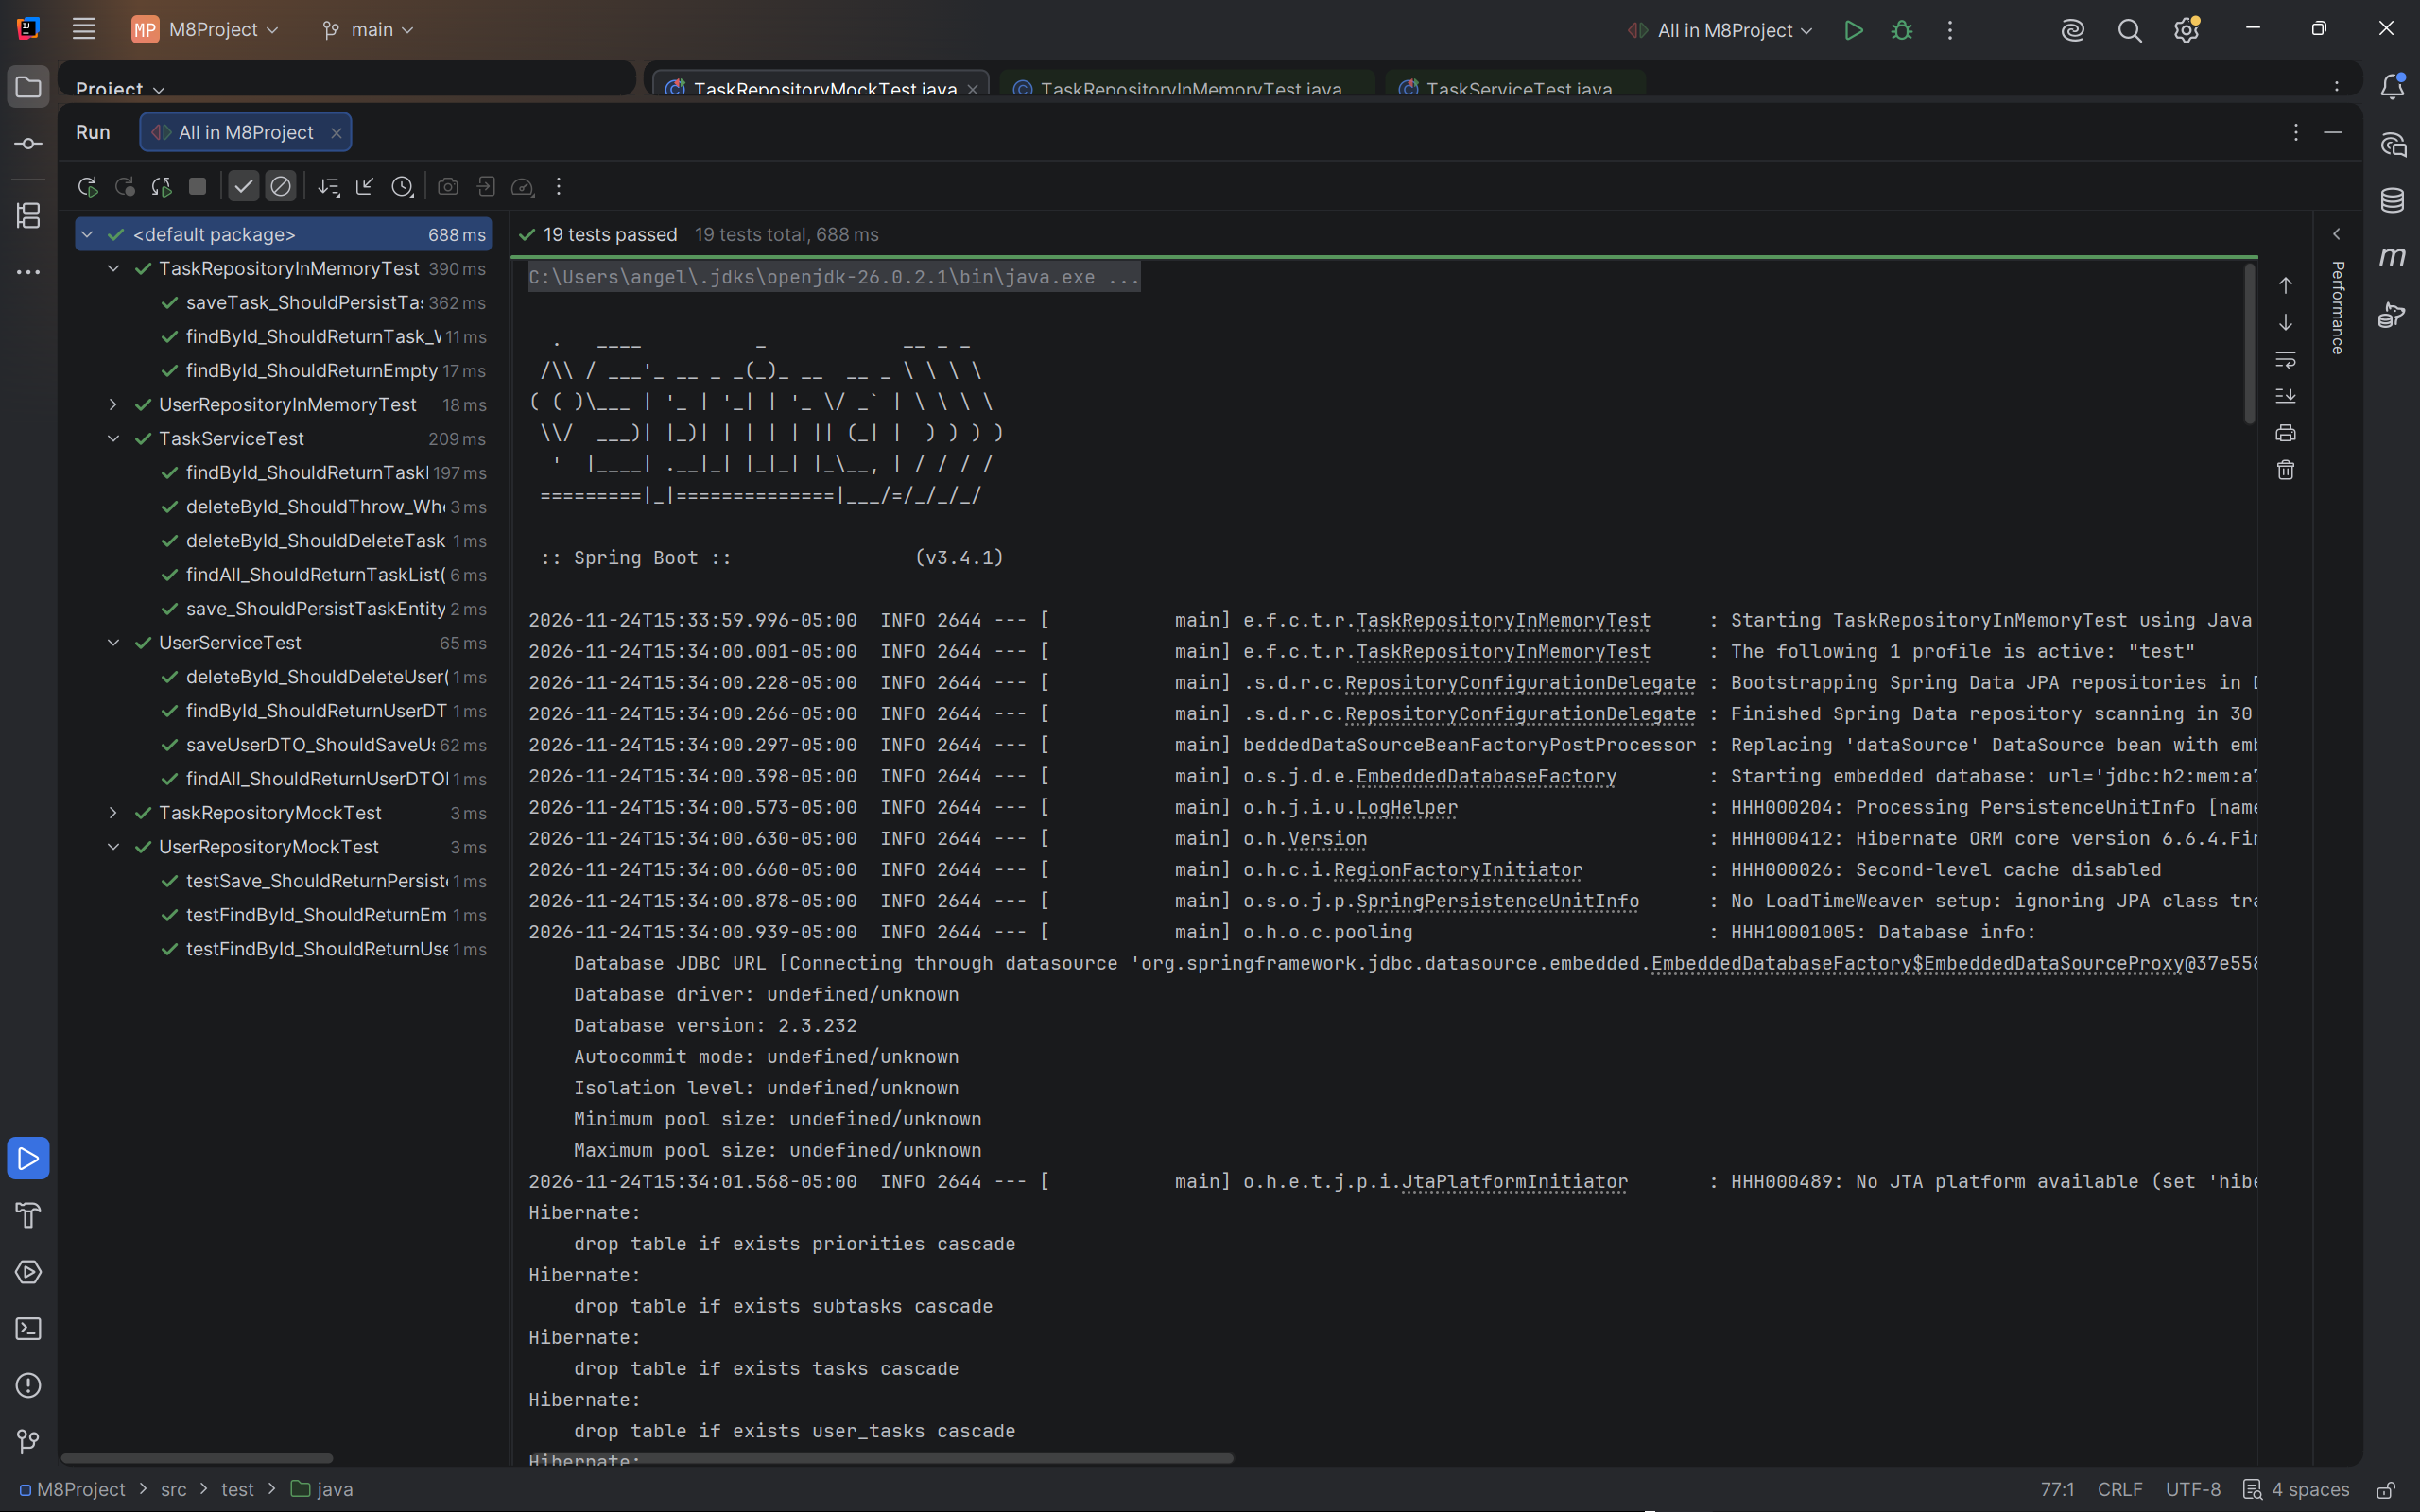 MP M8Project main All in M8Project
Project
TaskRepositoryMockTest.java TaskRepositoryInMemoryTest.java TaskServiceTest.java
Run All in M8Project
<default package> 688 ms
TaskRepositoryInMemoryTest 390 ms
saveTask_ShouldPersistTas 362 ms
findById_ShouldReturnTask_ 11 ms
findById_ShouldReturnEmpty 17 ms
UserRepositoryInMemoryTest 18 ms
TaskServiceTest 209 ms
findById_ShouldReturnTask 197 ms
deleteById_ShouldThrow_Wh 3 ms
deleteById_ShouldDeleteTask 1 ms
findAll_ShouldReturnTaskList( 6 ms
save_ShouldPersistTaskEntity 2 ms
UserServiceTest 65 ms
deleteById_ShouldDeleteUser( 1 ms
findById_ShouldReturnUserDT 1 ms
saveUserDTO_ShouldSaveUs 62 ms
findAll_ShouldReturnUserDTO 1 ms
TaskRepositoryMockTest 3 ms
UserRepositoryMockTest 3 ms
testSave_ShouldReturnPersist 1 ms
testFindById_ShouldReturnEm 1 ms
testFindById_ShouldReturnUse 1 ms
19 tests passed 19 tests total, 688 ms
C:\Users\angel\.jdks\openjdk-26.0.2.1\bin\java.exe ...
:: Spring Boot :: (v3.4.1)
2026-11-24T15:33:59.996-05:00 INFO 2644 --- [ main] e.f.c.t.r.TaskRepositoryInMemoryTest : Starting TaskRepositoryInMemoryTest using Java
2026-11-24T15:34:00.001-05:00 INFO 2644 --- [ main] e.f.c.t.r.TaskRepositoryInMemoryTest : The following 1 profile is active: "test"
2026-11-24T15:34:00.228-05:00 INFO 2644 --- [ main] .s.d.r.c.RepositoryConfigurationDelegate : Bootstrapping Spring Data JPA repositories in D
2026-11-24T15:34:00.266-05:00 INFO 2644 --- [ main] .s.d.r.c.RepositoryConfigurationDelegate : Finished Spring Data repository scanning in 30
2026-11-24T15:34:00.297-05:00 INFO 2644 --- [ main] beddedDataSourceBeanFactoryPostProcessor : Replacing 'dataSource' DataSource bean with emb
2026-11-24T15:34:00.398-05:00 INFO 2644 --- [ main] o.s.j.d.e.EmbeddedDatabaseFactory : Starting embedded database: url='jdbc:h2:mem:a7
2026-11-24T15:34:00.573-05:00 INFO 2644 --- [ main] o.h.j.i.u.LogHelper : HHH000204: Processing PersistenceUnitInfo [name
2026-11-24T15:34:00.630-05:00 INFO 2644 --- [ main] o.h.Version : HHH000412: Hibernate ORM core version 6.6.4.Fin
2026-11-24T15:34:00.660-05:00 INFO 2644 --- [ main] o.h.c.i.RegionFactoryInitiator : HHH000026: Second-level cache disabled
2026-11-24T15:34:00.878-05:00 INFO 2644 --- [ main] o.s.o.j.p.SpringPersistenceUnitInfo : No LoadTimeWeaver setup: ignoring JPA class tra
2026-11-24T15:34:00.939-05:00 INFO 2644 --- [ main] o.h.o.c.pooling : HHH10001005: Database info:
Database JDBC URL [Connecting through datasource 'org.springframework.jdbc.datasource.embedded.EmbeddedDatabaseFactory$EmbeddedDataSourceProxy@37e558
Database driver: undefined/unknown
Database version: 2.3.232
Autocommit mode: undefined/unknown
Isolation level: undefined/unknown
Minimum pool size: undefined/unknown
Maximum pool size: undefined/unknown
2026-11-24T15:34:01.568-05:00 INFO 2644 --- [ main] o.h.e.t.j.p.i.JtaPlatformInitiator : HHH000489: No JTA platform available (set 'hibe
Hibernate:
drop table if exists priorities cascade
Hibernate:
drop table if exists subtasks cascade
Hibernate:
drop table if exists tasks cascade
Hibernate:
drop table if exists user_tasks cascade
Hibernate:
Performance
M8Project > src > test > java
77:1 CRLF UTF-8 4 spaces